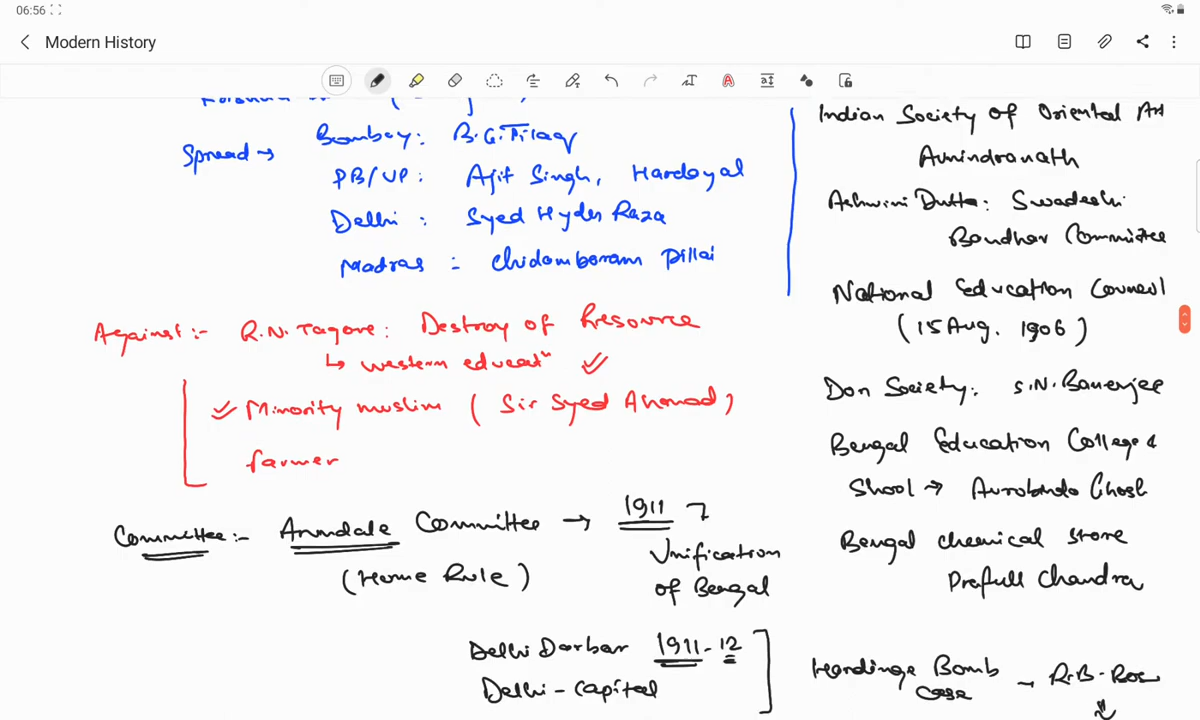 06:56
Modern History
Spread → Bombay: B.G. Tilaq
PB/UP: Ajit Singh, Hardayal
Delhi: Syed Hyder Raza
Madras: Chidambaram Pillai
Against:- R.N. Tagore: Destroy of Resource
↳ western educatⁿ ✓
✓ Minority muslim (Sir Syed Ahmad)
farmer
Committee:- Arundale Committee → 1911
(Home Rule)
Unification
of Bengal
Delhi Darbar 1911-12
Delhi - Capital
Indian Society of Oriental Art
Avnindranath
Ashwini Dutta: Swadeshi
Bandhav Committee
National Education Council
(15 Aug. 1906)
Don Society: S.N. Banerjee
Bengal Education College &
Shool → Aurobindo Ghosh
Bengal chemical store
Prafull Chandra
Hardinge Bomb
case → R.B. Bose